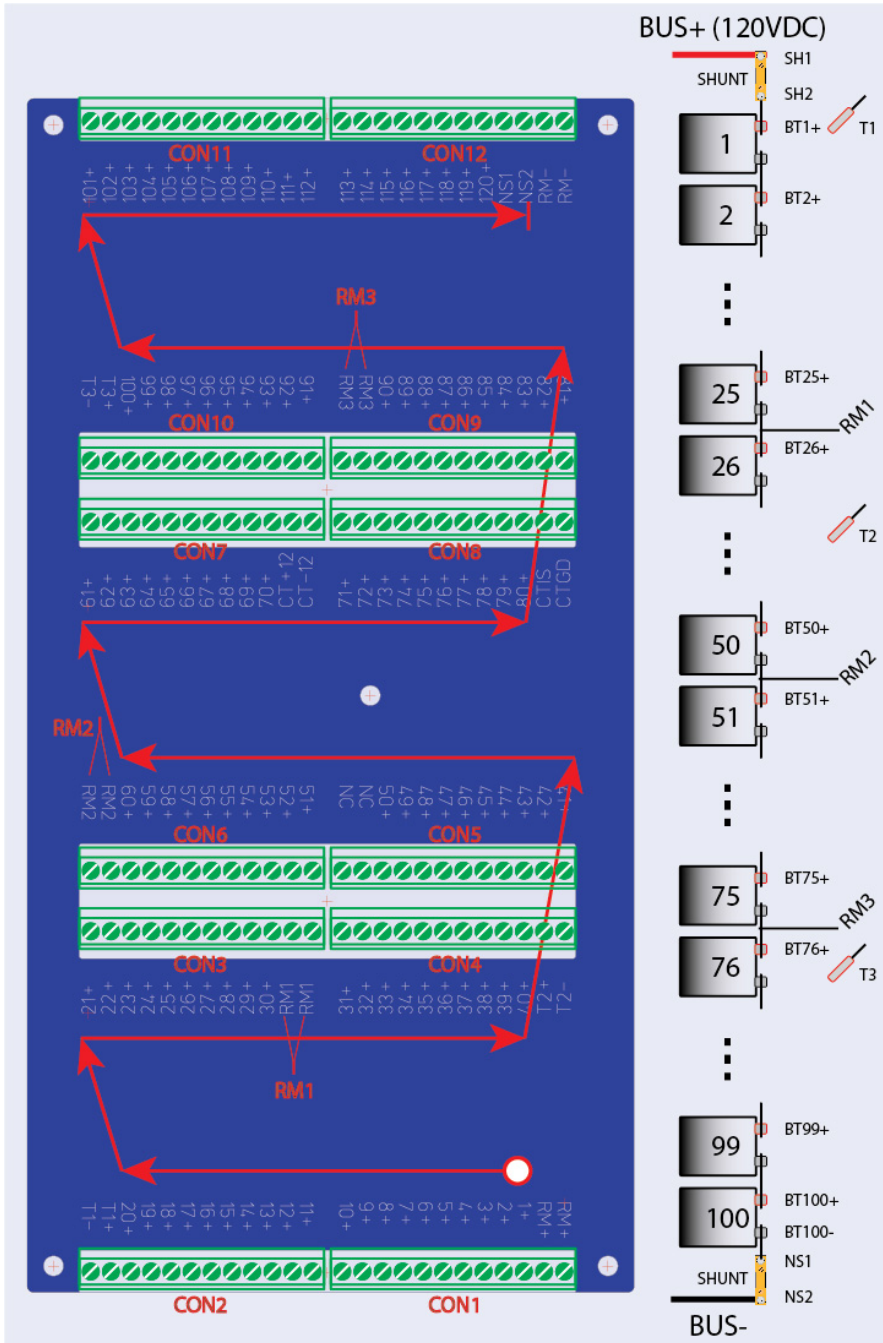 BUS+ (120VDC)
SH1
SHUNT
SH2
BT1+
T1
1
BT2+
2
BT25+
25
RM1
BT26+
26
T2
BT50+
50
RM2
BT51+
51
BT75+
75
RM3
BT76+
76
T3
BT99+
99
BT100+
100
BT100-
NS1
SHUNT
NS2
BUS-
CON11 CON12
101+ 102+ 103+ 104+ 105+ 106+ 107+ 108+ 109+ 110+ 111+ 112+ 113+ 114+ 115+ 116+ 117+ 118+ 119+ 120+ NS1 NS2 RM- RM-
RM3
T3- T3+ 100+ 99+ 98+ 97+ 96+ 95+ 94+ 93+ 92+ 91+ RM3 RM3 90+ 89+ 88+ 87+ 86+ 85+ 84+ 83+ 82+ 81+
CON10 CON9
CON7 CON8
61+ 62+ 63+ 64+ 65+ 66+ 67+ 68+ 69+ 70+ CT+12 CT-12 71+ 72+ 73+ 74+ 75+ 76+ 77+ 78+ 79+ 80+ CTIS CTGD
RM2
RM2 RM2 60+ 59+ 58+ 57+ 56+ 55+ 54+ 53+ 52+ 51+ NC NC 50+ 49+ 48+ 47+ 46+ 45+ 44+ 43+ 42+ 41+
CON6 CON5
CON3 CON4
21+ 22+ 23+ 24+ 25+ 26+ 27+ 28+ 29+ 30+ RM1 RM1 31+ 32+ 33+ 34+ 35+ 36+ 37+ 38+ 39+ 40+ T2+ T2-
RM1
T1- T1+ 20+ 19+ 18+ 17+ 16+ 15+ 14+ 13+ 12+ 11+ 10+ 9+ 8+ 7+ 6+ 5+ 4+ 3+ 2+ 1+ RM+ RM+
CON2 CON1